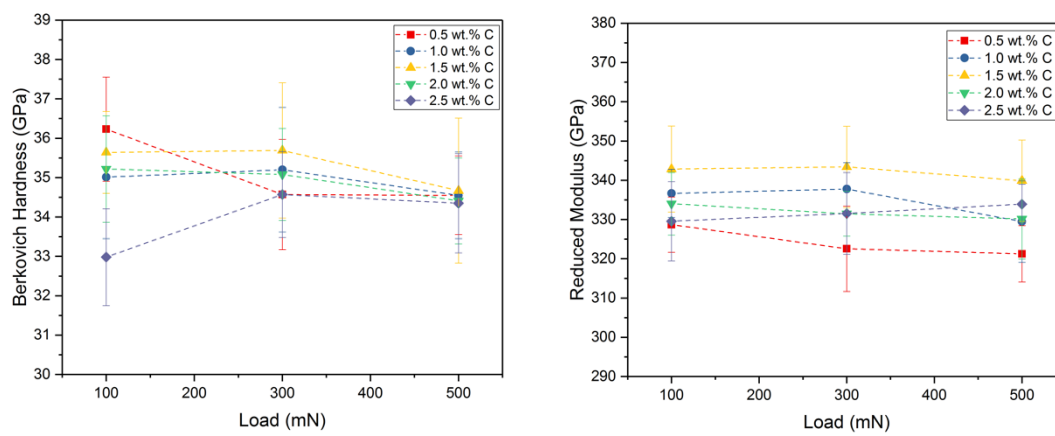 39
38
37
36
35
34
33
32
31
30
Berkovich Hardness (GPa)
100
200
300
400
500
Load (mN)
0.5 wt.% C
1.0 wt.% C
1.5 wt.% C
2.0 wt.% C
2.5 wt.% C
380
370
360
350
340
330
320
310
300
290
Reduced Modulus (GPa)
100
200
300
400
500
Load (mN)
0.5 wt.% C
1.0 wt.% C
1.5 wt.% C
2.0 wt.% C
2.5 wt.% C